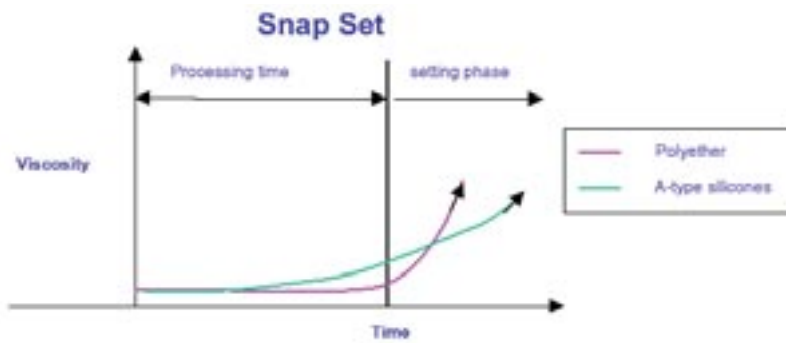 Snap Set
Processing time
setting phase
Viscosity
Polyether
A-type silicones
Time